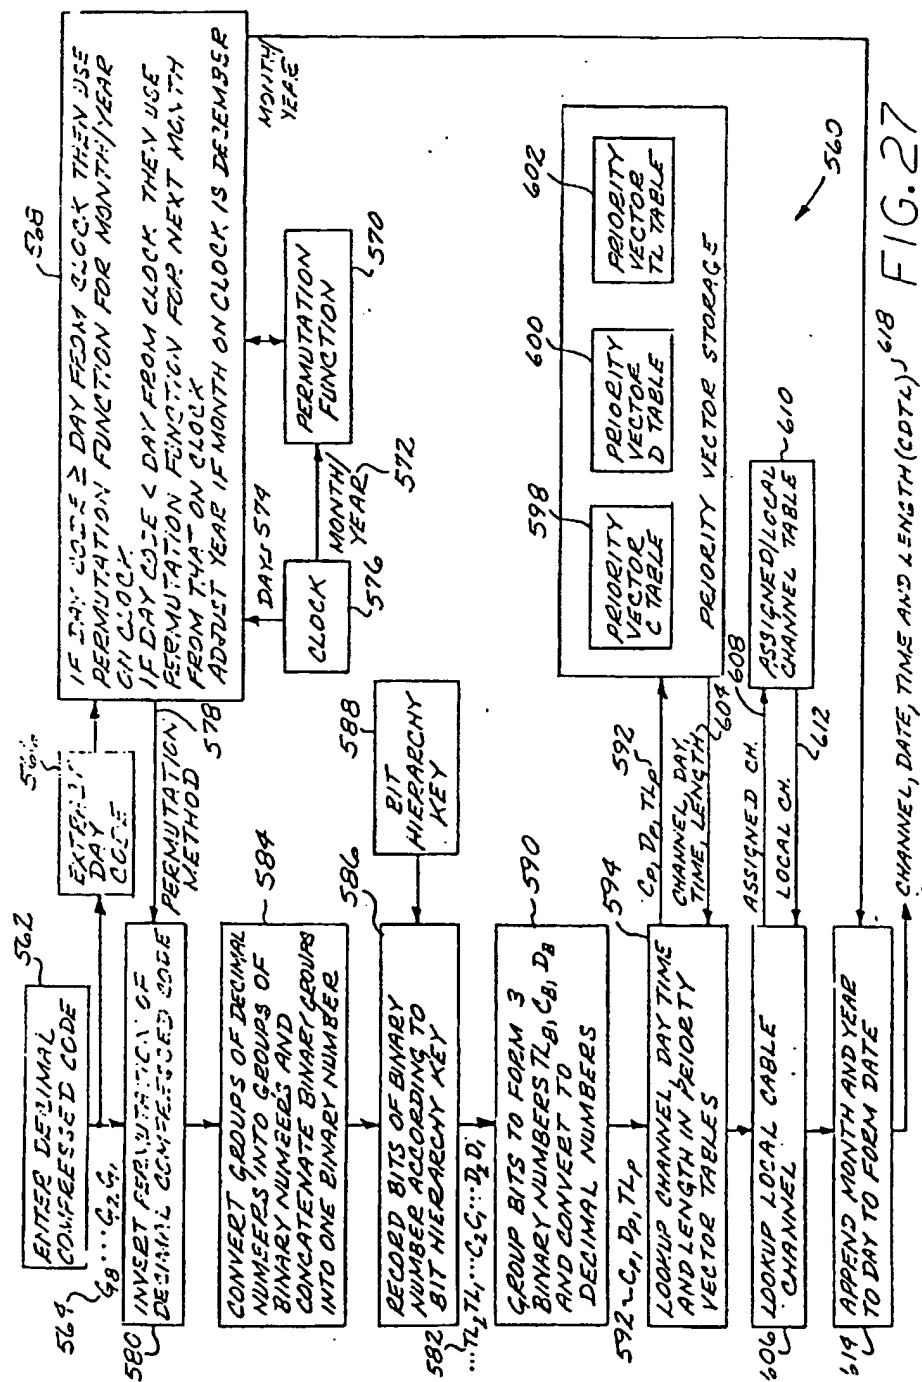 562
ENTER DECIMAL
COMPRESSED CODE
564
G8 ... G2, G1
EXTENDED
DAY
CODE
568
IF DAY CODE ≥ DAY FROM CLOCK THEN USE
PERMUTATION FUNCTION FOR MONTH/YEAR
ON CLOCK
IF DAY CODE < DAY FROM CLOCK THEN USE
PERMUTATION FUNCTION FOR NEXT MONTH
FROM THAT ON CLOCK
ADJUST YEAR IF MONTH ON CLOCK IS DECEMBER
MONTH/
YEAR
PERMUTATION
METHOD
578
DAYS 574
CLOCK
576
MONTH/
YEAR
572
PERMUTATION
FUNCTION
570
580
INVERT PERMUTATION OF
DECIMAL COMPRESSED CODE
584
CONVERT GROUPS OF DECIMAL
NUMBERS INTO GROUPS OF
BINARY NUMBERS AND
CONCATENATE BINARY GROUPS
INTO ONE BINARY NUMBER
586
588
BIT
HIERARCHY
KEY
RECORD BITS OF BINARY
NUMBER ACCORDING TO
BIT HIERARCHY KEY
582
...TL2, TL1, ...C2 C1 ... D2 D1
590
GROUP BITS TO FORM 3
BINARY NUMBERS TLB, CB, DB
AND CONVERT TO
DECIMAL NUMBERS
592 CP, DP, TLP
594
LOOKUP CHANNEL, DAY TIME
AND LENGTH IN PRIORTY
VECTOR TABLES
592
CP, DP, TLP
CHANNEL, DAY,
TIME, LENGTH
604
598
PRIORITY
VECTOR
C TABLE
600
PRIORITY
VECTOR
D TABLE
602
PRIORITY
VECTOR
TL TABLE
PRIORITY VECTOR STORAGE
606
LOOKUP LOCAL CABLE
CHANNEL
ASSIGNED CH.
608
LOCAL CH.
612
ASSIGNED/LOCAL
CHANNEL TABLE
610
614
APPEND MONTH AND YEAR
TO DAY TO FORM DATE
CHANNEL, DATE, TIME AND LENGTH (CDTL)
618
560
FIG. 27